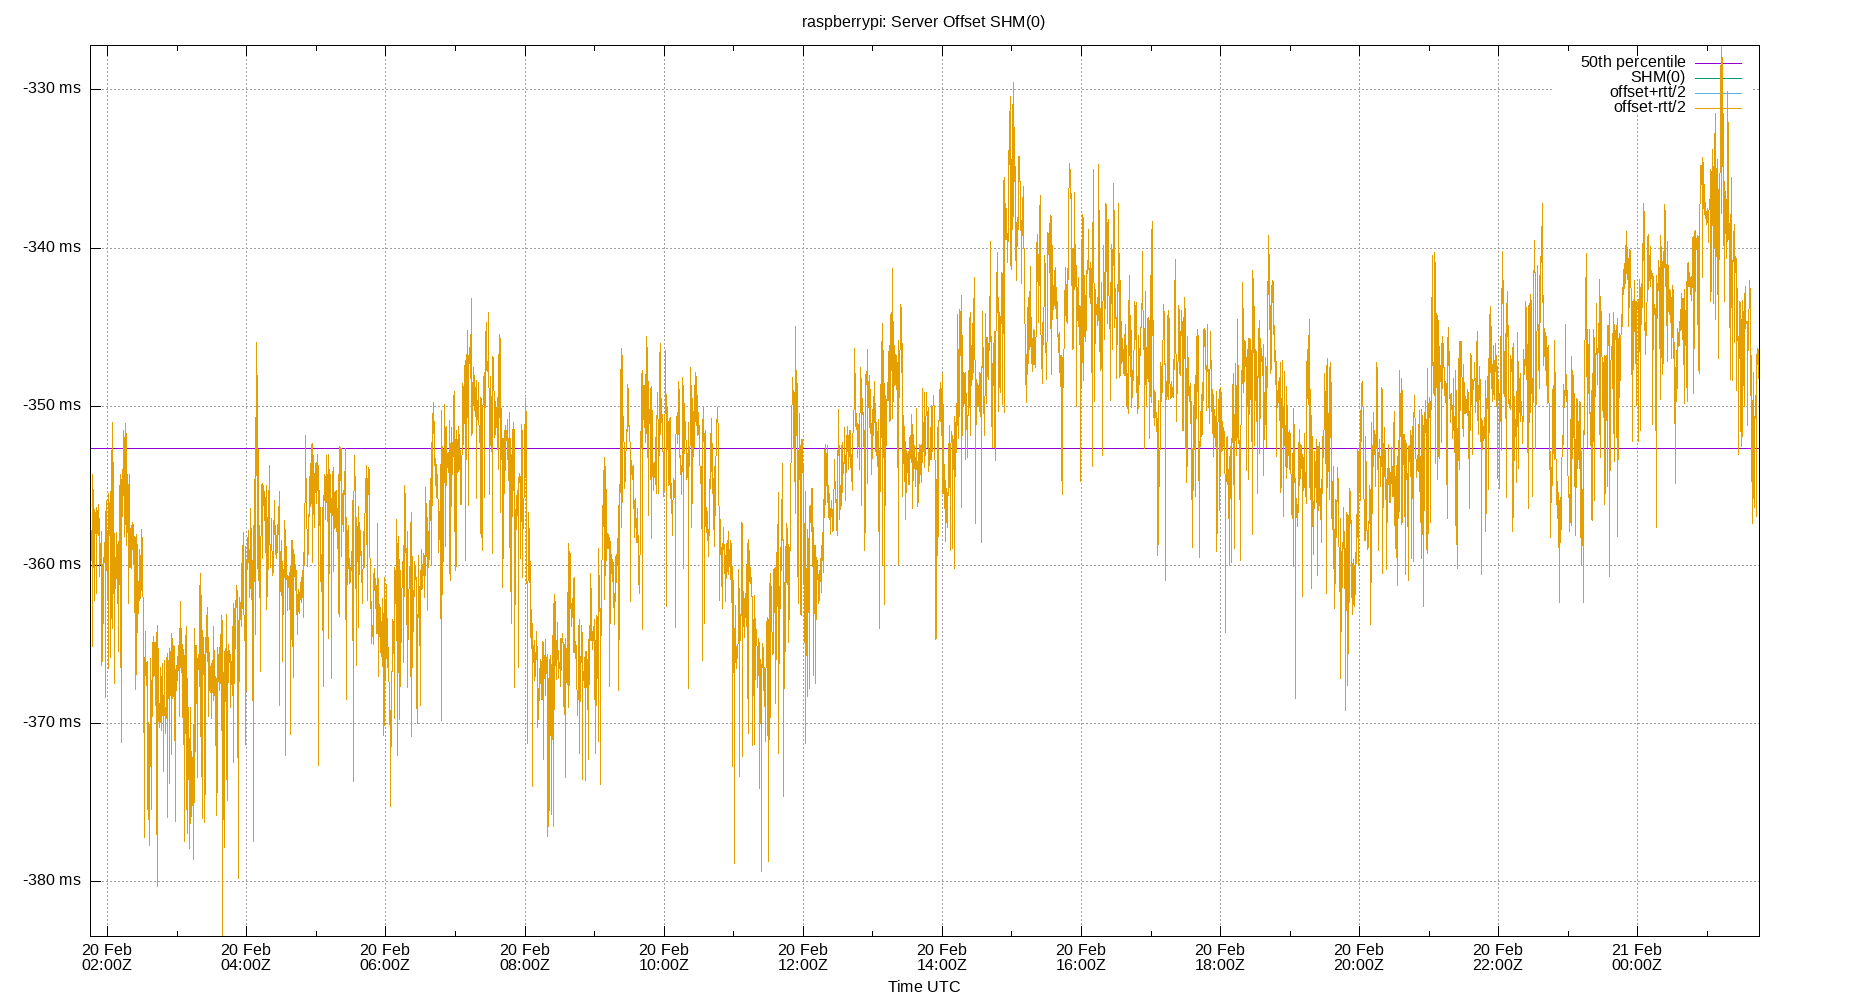 raspberrypi: Server Offset SHM(0)
50th percentile
SHM(0)
offset+rtt/2
offset-rtt/2
-330 ms
-340 ms
-350 ms
-360 ms
-370 ms
-380 ms
20 Feb 20 Feb 20 Feb 20 Feb 20 Feb 20 Feb 20 Feb 20 Feb 20 Feb 20 Feb 20 Feb 21 Feb
02:00Z 04:00Z 06:00Z 08:00Z 10:00Z 12:00Z 14:00Z 16:00Z 18:00Z 20:00Z 22:00Z 00:00Z
Time UTC